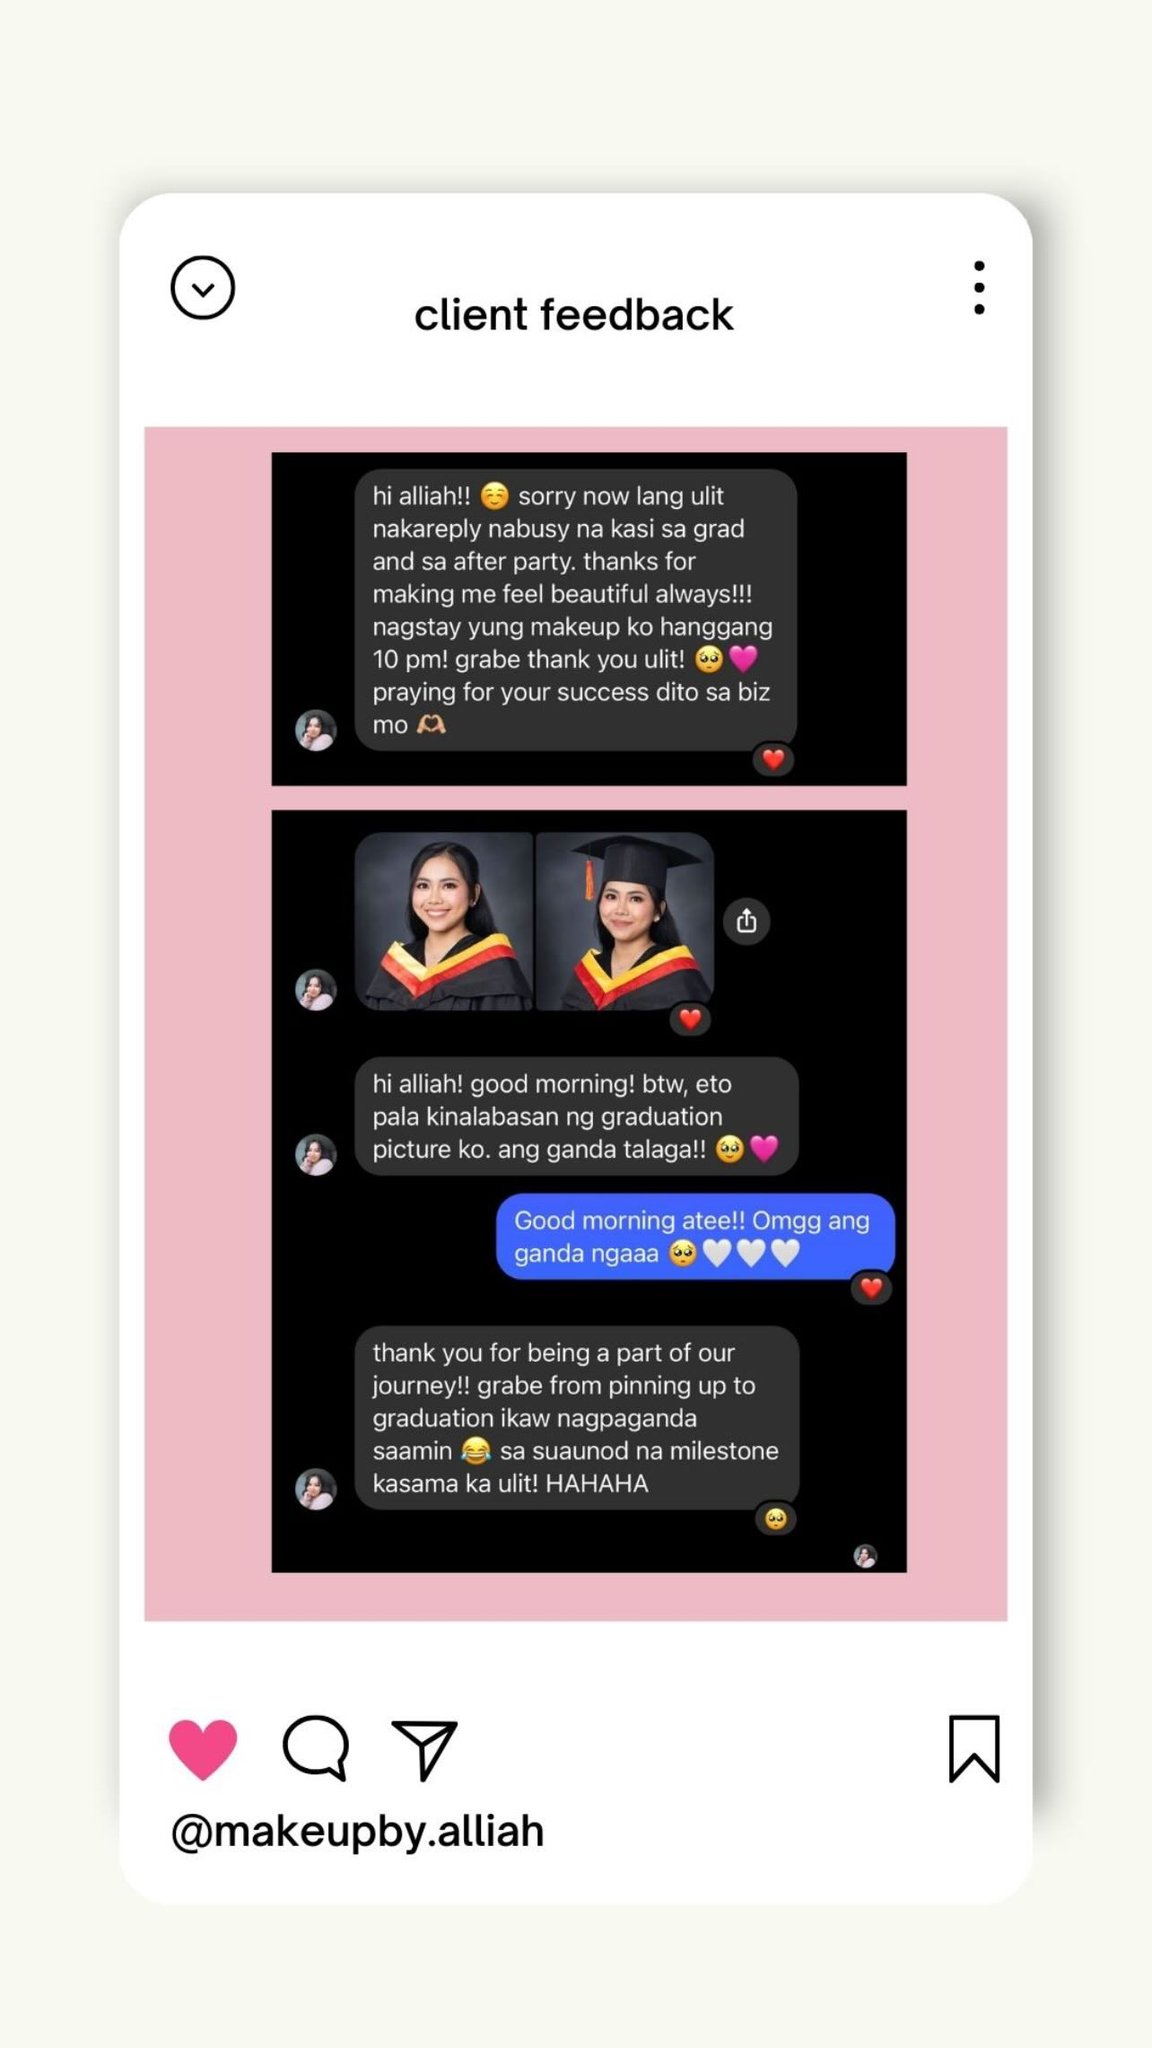 client feedback
hi alliah!! ☺️ sorry now lang ulit
nakareply nabusy na kasi sa grad
and sa after party. thanks for
making me feel beautiful always!!!
nagstay yung makeup ko hanggang
10 pm! grabe thank you ulit! 🥺🩷
praying for your success dito sa biz
mo 🫶🏼
hi alliah! good morning! btw, eto
pala kinalabasan ng graduation
picture ko. ang ganda talaga!! 🥹🩷
Good morning atee!! Omgg ang
ganda ngaaa 🥺🤍🤍🤍
thank you for being a part of our
journey!! grabe from pinning up to
graduation ikaw nagpaganda
saamin 😂 sa suaunod na milestone
kasama ka ulit! HAHAHA
@makeupby.alliah